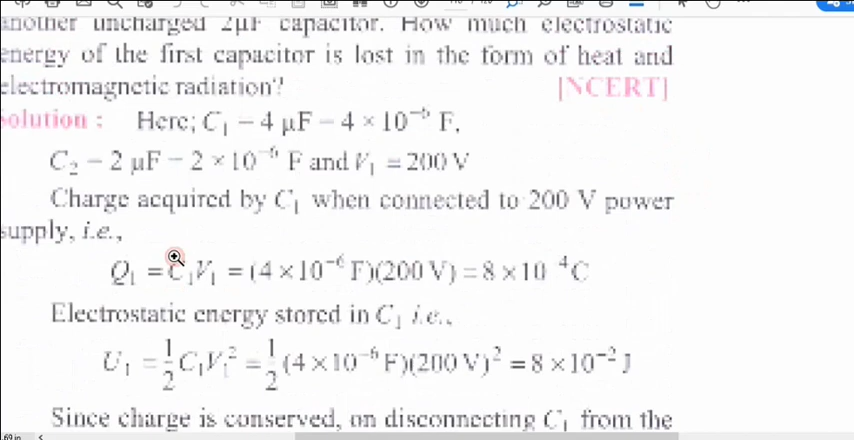 another uncharged 2μF capacitor. How much electrostatic
energy of the first capacitor is lost in the form of heat and
electromagnetic radiation? [NCERT]
Solution : Here; C₁ = 4 μF = 4 × 10⁻⁶ F,
C₂ = 2 μF = 2 × 10⁻⁶ F and V₁ = 200 V
Charge acquired by C₁ when connected to 200 V power
supply, i.e.,
Q₁ = C₁V₁ = (4 × 10⁻⁶ F)(200 V) = 8 × 10⁻⁴ C
Electrostatic energy stored in C₁ i.e.,
U₁ = 1/2 C₁V₁² = 1/2 (4 × 10⁻⁶ F)(200 V)² = 8 × 10⁻² J
Since charge is conserved, on disconnecting C₁ from the